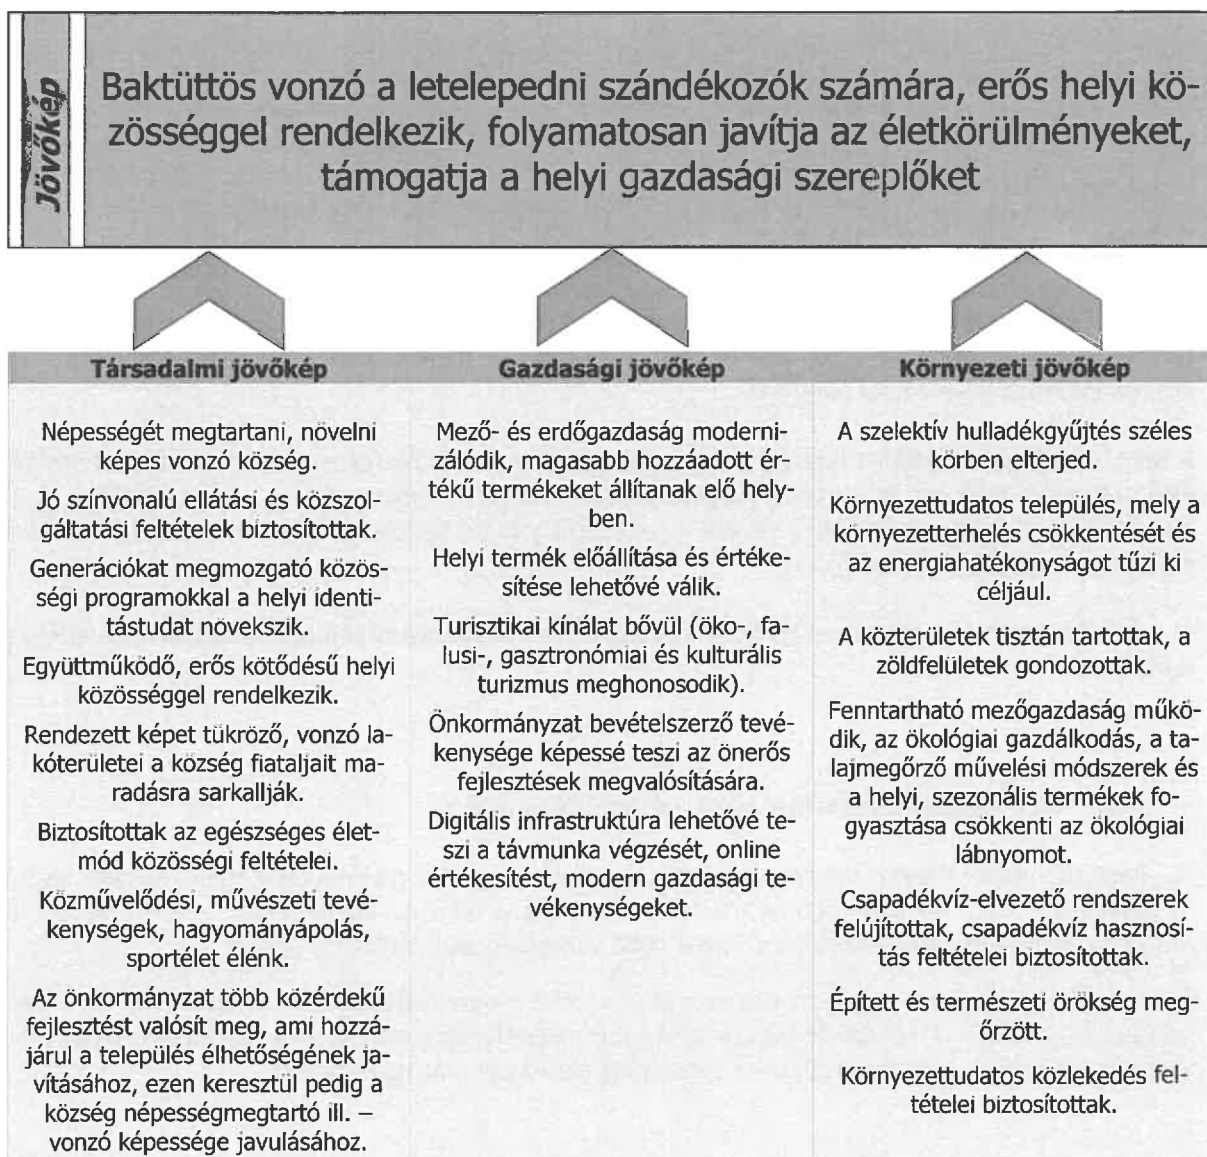 Jövőkép
Baktüttös vonzó a letelepedni szándékozók számára, erős helyi kö-
zösséggel rendelkezik, folyamatosan javítja az életkörülményeket,
támogatja a helyi gazdasági szereplőket
Társadalmi jövőkép
Népességét megtartani, növelni
képes vonzó község.
Jó színvonalú ellátási és közszol-
gáltatási feltételek biztosítottak.
Generációkat megmozgató közös-
ségi programokkal a helyi identi-
tástudat növekszik.
Együttműködő, erős kötődésű helyi
közösséggel rendelkezik.
Rendezett képet tükröző, vonzó la-
kóterületei a község fiataljait ma-
radásra sarkallják.
Biztosítottak az egészséges élet-
mód közösségi feltételei.
Közművelődési, művészeti tevé-
kenységek, hagyományápolás,
sportélet élénk.
Az önkormányzat több közérdekű
fejlesztést valósít meg, ami hozzá-
járul a település élhetőségének ja-
vításához, ezen keresztül pedig a
község népességmegtartó ill. –
vonzó képessége javulásához.
Gazdasági jövőkép
Mező- és erdőgazdaság moderni-
zálódik, magasabb hozzáadott ér-
tékű termékeket állítanak elő hely-
ben.
Helyi termék előállítása és értéke-
sítése lehetővé válik.
Turisztikai kínálat bővül (öko-, fa-
lusi-, gasztronómiai és kulturális
turizmus meghonosodik).
Önkormányzat bevételszerző tevé-
kenysége képessé teszi az önerős
fejlesztések megvalósítására.
Digitális infrastruktúra lehetővé te-
szi a távmunka végzését, online
értékesítést, modern gazdasági te-
vékenységeket.
Környezeti jövőkép
A szelektív hulladékgyűjtés széles
körben elterjed.
Környezettudatos település, mely a
környezetterhelés csökkentését és
az energiahatékonyságot tűzi ki
céljául.
A közterületek tisztán tartottak, a
zöldfelületek gondozottak.
Fenntartható mezőgazdaságműkö-
dik, az ökológiai gazdálkodás, a ta-
lajmegőrző művelési módszerek és
a helyi, szezonális termékek fo-
gyasztása csökkenti az ökológiai
lábnyomot.
Csapadékvíz-elvezető rendszerek
felújítottak, csapadékvíz hasznosí-
tás feltételei biztosítottak.
Épített és természeti örökség meg-
őrzött.
Környezettudatos közlekedés fel-
tételei biztosítottak.